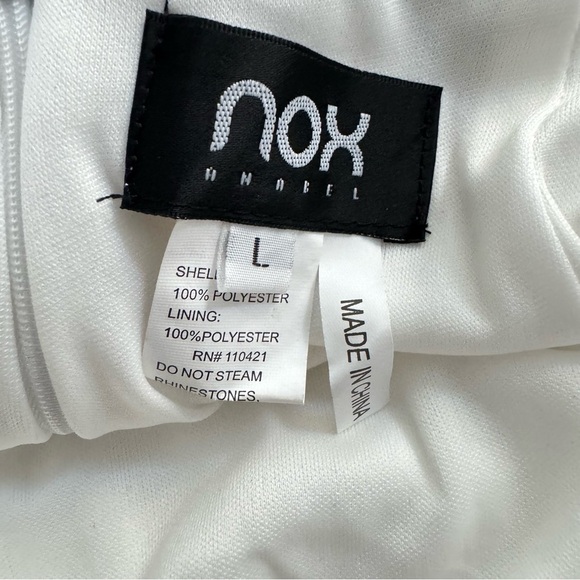 nox
ANABEL
L
SHELL
100% POLYESTER
LINING:
100%POLYESTER
RN# 110421
DO NOT STEAM
RHINESTONES.
MADE IN CHINA